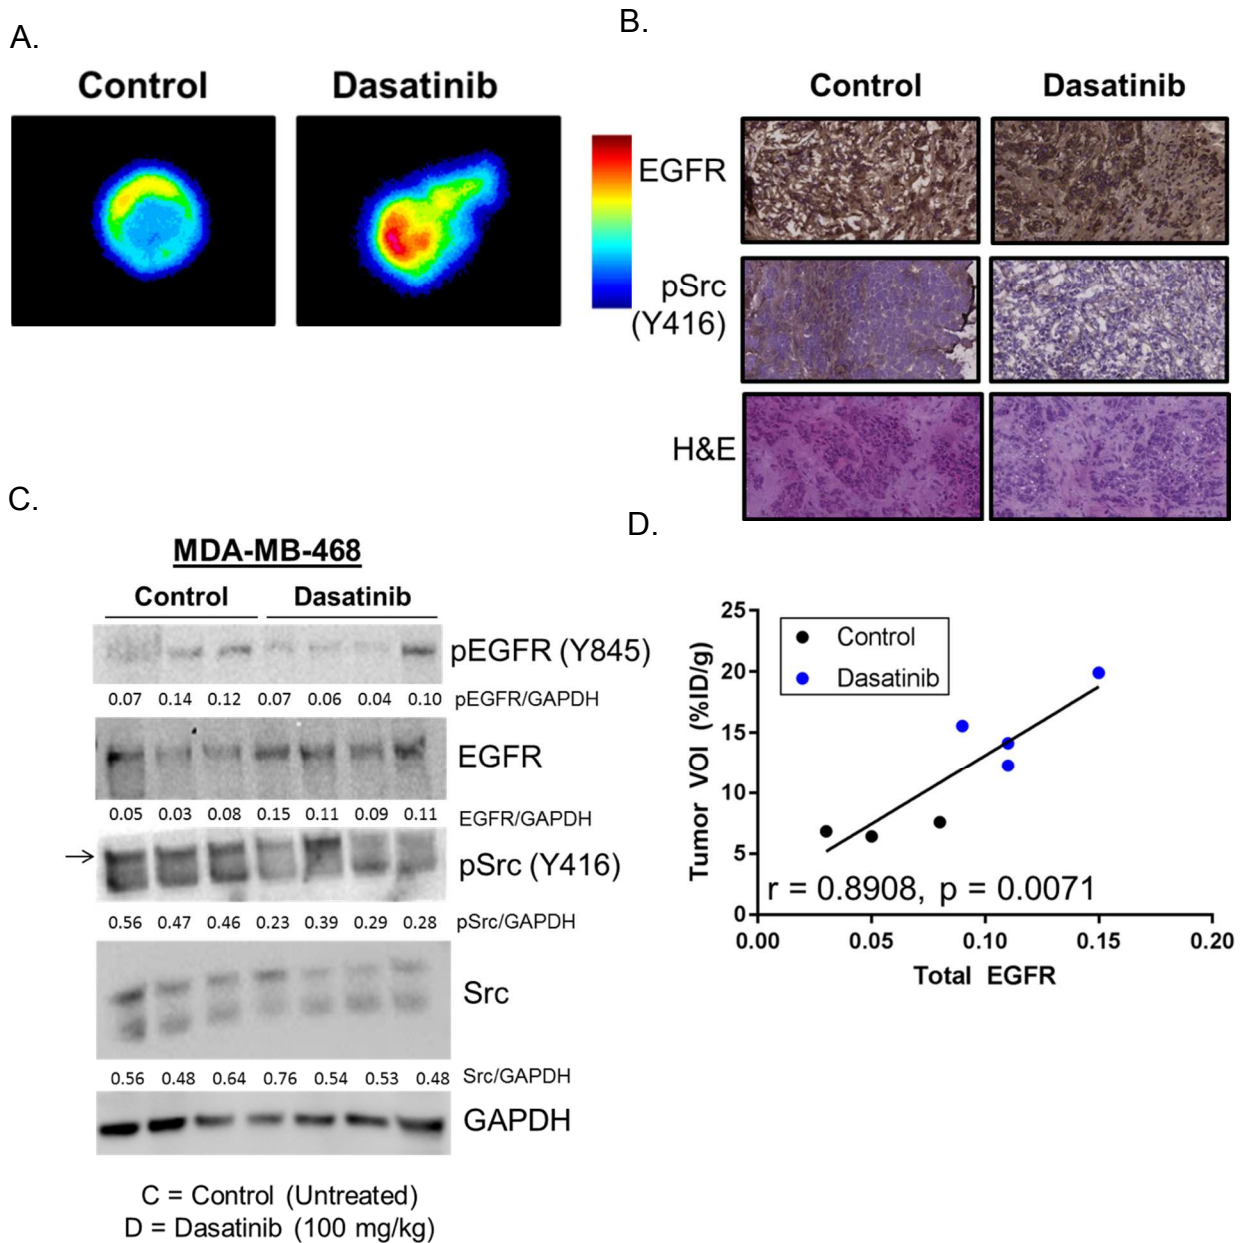 A.
Control Dasatinib
B.
Control Dasatinib
EGFR
pSrc
(Y416)
H&E
C.
MDA-MB-468
Control Dasatinib
pEGFR (Y845)
0.07 0.14 0.12 0.07 0.06 0.04 0.10 pEGFR/GAPDH
EGFR
0.05 0.03 0.08 0.15 0.11 0.09 0.11 EGFR/GAPDH
pSrc (Y416)
0.56 0.47 0.46 0.23 0.39 0.29 0.28 pSrc/GAPDH
Src
0.56 0.48 0.64 0.76 0.54 0.53 0.48 Src/GAPDH
GAPDH
C = Control (Untreated)
D = Dasatinib (100 mg/kg)
D.
Tumor VOI (%ID/g)
25
20
15
10
5
0
Control
Dasatinib
r = 0.8908, p = 0.0071
0.00 0.05 0.10 0.15 0.20
Total EGFR